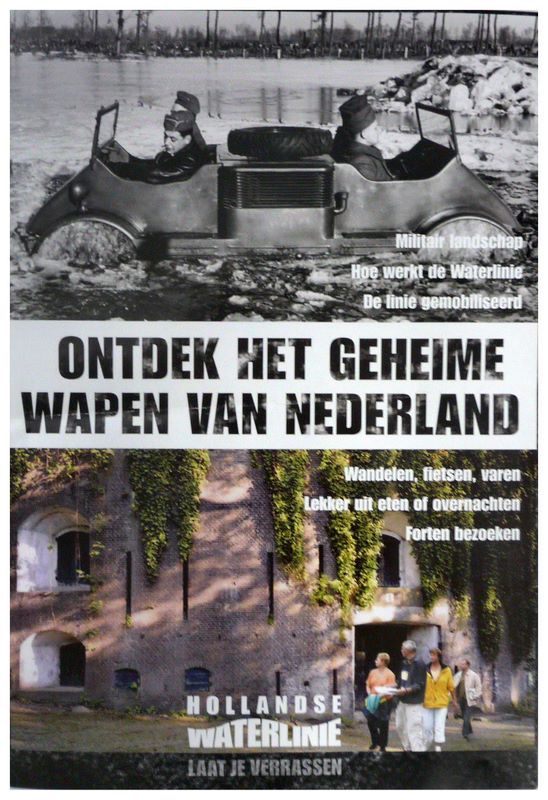 Militair landschap
Hoe werkt de Waterlinie
De linie gemobiliseerd
ONTDEK HET GEHEIME
WAPEN VAN NEDERLAND
Wandelen, fietsen, varen
Lekker uit eten of overnachten
Forten bezoeken
HOLLANDSE
WATERLINIE
LAAT JE VERRASSEN